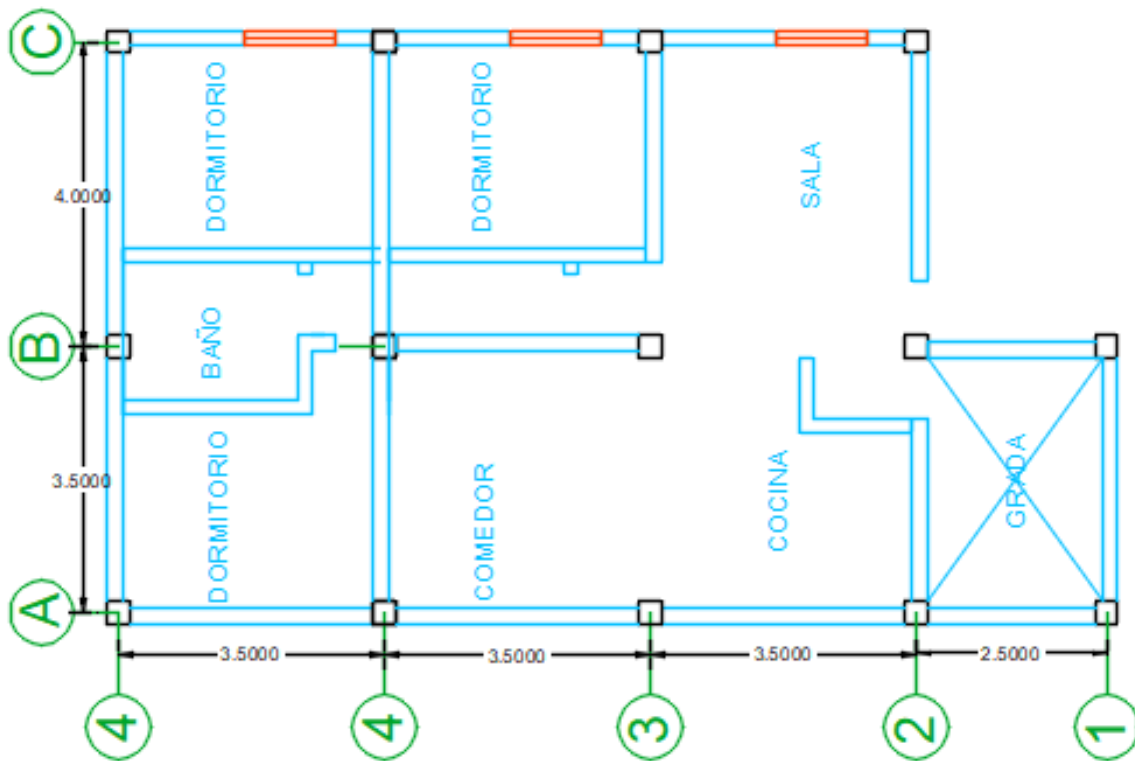 C
DORMITORIO
DORMITORIO
SALA
4.0000
B
BAÑO
3.5000
DORMITORIO
COMEDOR
COCINA
GRADA
A
3.5000
3.5000
3.5000
2.5000
4
4
3
2
1